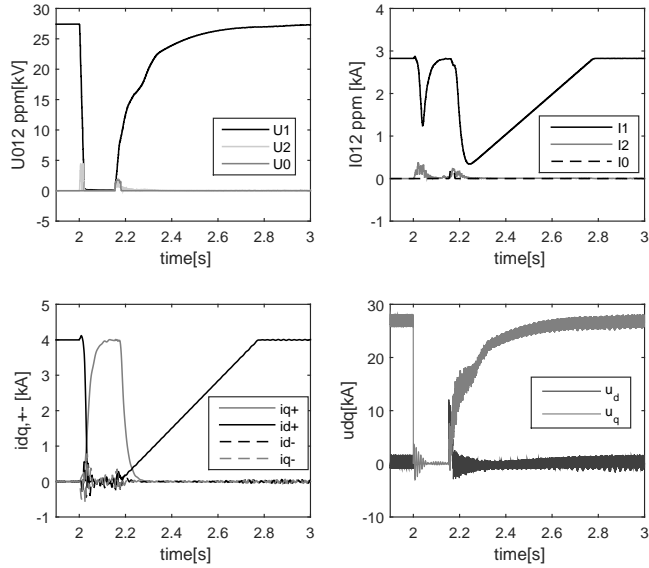 30
25
20
15
10
5
0
-5
U012 ppm[kV]
U1
U2
U0
2 2.2 2.4 2.6 2.8 3
time[s]
4
3
2
1
0
-1
I012 ppm [kA]
I1
I2
I0
2 2.2 2.4 2.6 2.8 3
time[s]
5
4
3
2
1
0
-1
idq,+- [kA]
iq+
id+
id-
iq-
2 2.2 2.4 2.6 2.8 3
time[s]
30
20
10
0
-10
udq[kA]
u_d
u_q
2 2.2 2.4 2.6 2.8 3
time[s]